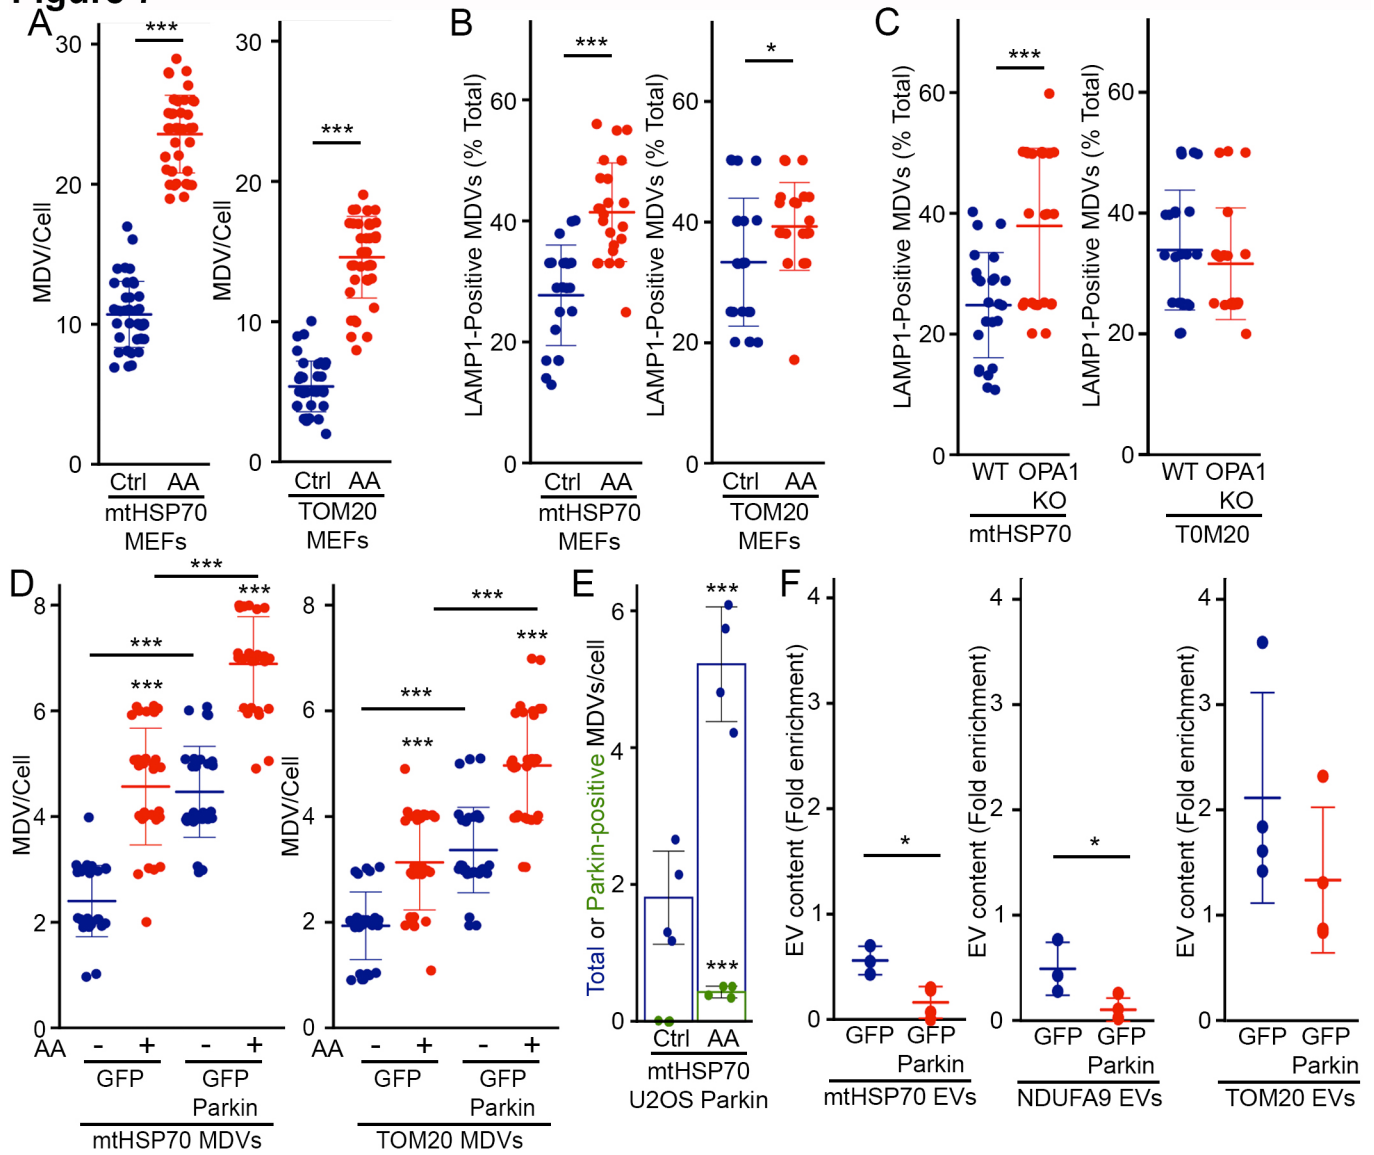 A
MDV/Cell
30
20
10
0
***
Ctrl AA
mtHSP70
MEFs
MDV/Cell
30
20
10
0
***
Ctrl AA
TOM20
MEFs
B
LAMP1-Positive MDVs (% Total)
60
40
20
0
***
Ctrl AA
mtHSP70
MEFs
LAMP1-Positive MDVs (% Total)
60
40
20
0
*
Ctrl AA
TOM20
MEFs
C
LAMP1-Positive MDVs (% Total)
60
40
20
0
***
WT OPA1
KO
mtHSP70
LAMP1-Positive MDVs (% Total)
60
40
20
0
WT OPA1
KO
T0M20
D
MDV/Cell
8
6
4
2
0
***
***
***
***
AA - + - +
GFP GFP
Parkin
mtHSP70 MDVs
MDV/Cell
8
6
4
2
0
***
***
***
***
AA - + - +
GFP GFP
Parkin
TOM20 MDVs
E
Total or Parkin-positive MDVs/cell
6
4
2
0
***
***
Ctrl AA
mtHSP70
U2OS Parkin
F
EV content (Fold enrichment)
4
3
2
1
0
*
GFP GFP
Parkin
mtHSP70 EVs
EV content (Fold enrichment)
4
3
2
1
0
*
GFP GFP
Parkin
NDUFA9 EVs
EV content (Fold enrichment)
4
3
2
1
0
GFP GFP
Parkin
TOM20 EVs